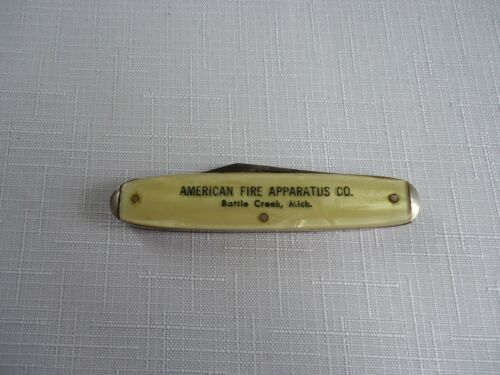 AMERICAN FIRE APPARATUS CO.
Battle Creek, Mich.